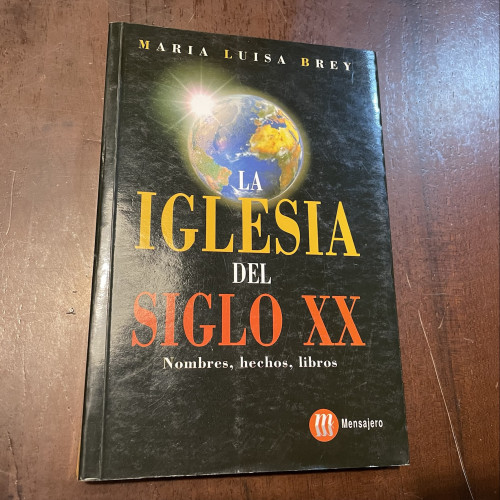 MARIA LUISA BREY
LA
IGLESIA
DEL
SIGLO XX
Nombres, hechos, libros
m Mensajero